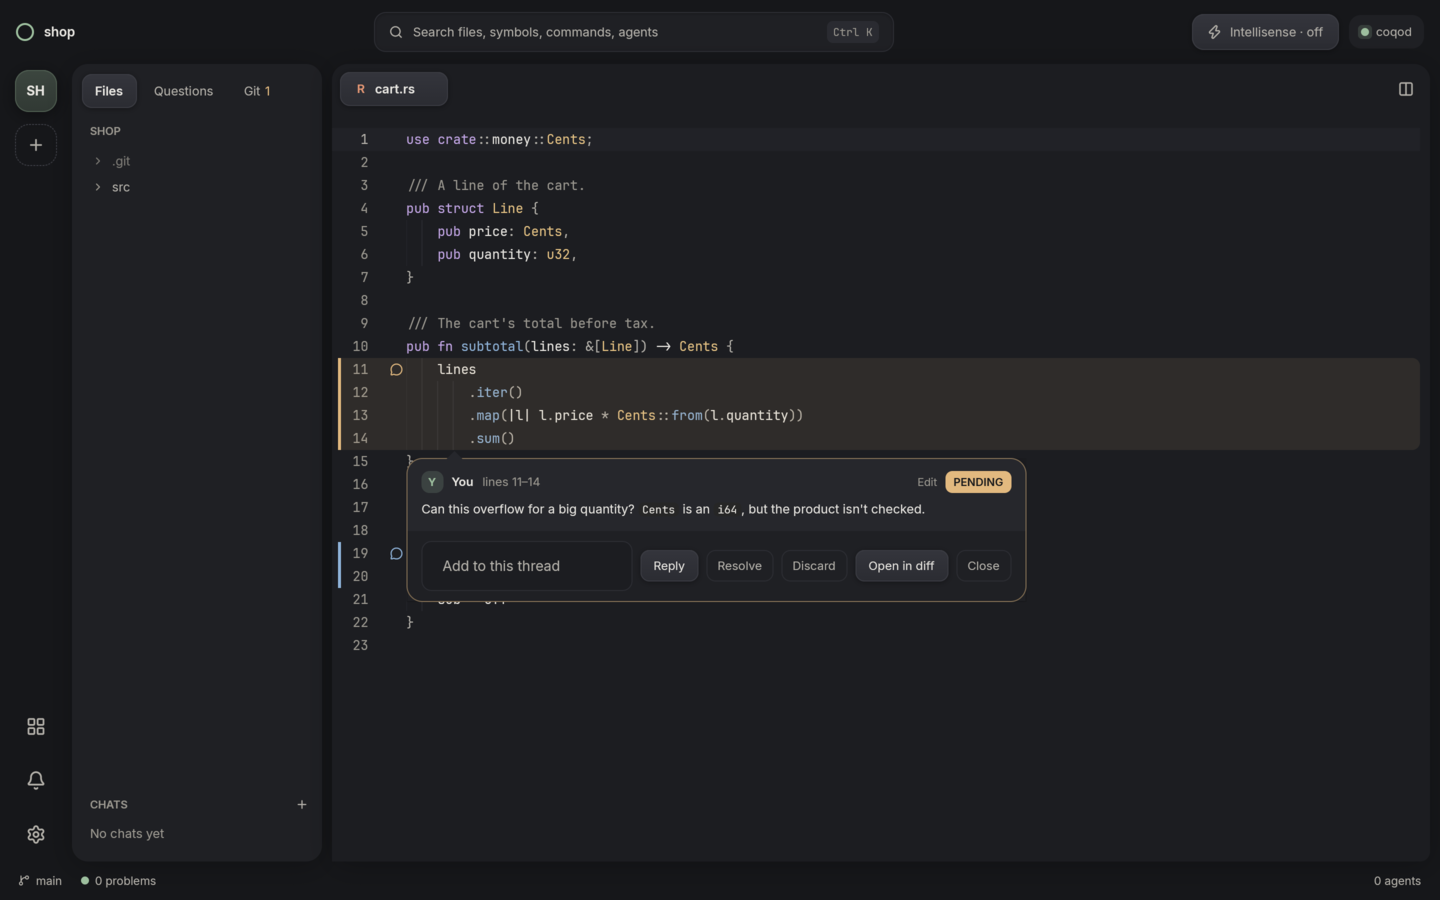 shop
Search files, symbols, commands, agents
Ctrl K
Intellisense · off
coqod
SH
Files
Questions
Git 1
SHOP
.git
src
R cart.rs
1 use crate::money::Cents;
2
3 /// A line of the cart.
4 pub struct Line {
5 pub price: Cents,
6 pub quantity: u32,
7 }
8
9 /// The cart's total before tax.
10 pub fn subtotal(lines: &[Line]) -> Cents {
11 lines
12 .iter()
13 .map(|l| l.price * Cents::from(l.quantity))
14 .sum()
15 }
16
17
18
19
20
21
22 }
23
Y You lines 11–14
Edit
PENDING
Can this overflow for a big quantity? Cents is an i64 , but the product isn't checked.
Add to this thread
Reply
Resolve
Discard
Open in diff
Close
CHATS
No chats yet
main
0 problems
0 agents